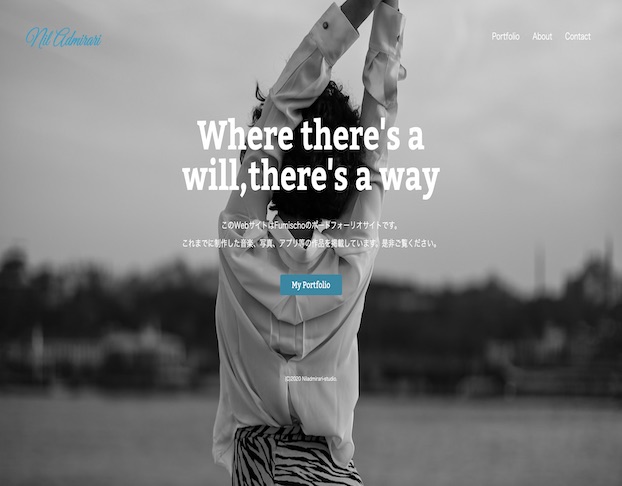 Nil Admirari
Portfolio About Contact
Where there's a
will,there's a way
このWebサイトはFumischoのポートフォーリオサイトです。
これまでに制作した音楽、写真、アプリ等の作品を掲載しています。是非ご覧ください。
My Portfolio
(C)2020 Niladmirari-studio.